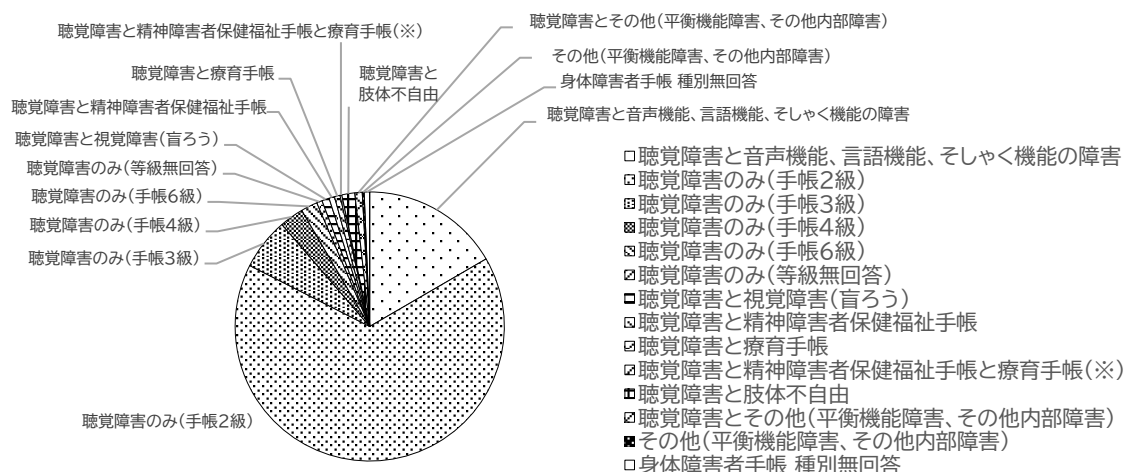 聴覚障害とその他(平衡機能障害、その他内部障害)
聴覚障害と精神障害者保健福祉手帳と療育手帳(※)
その他(平衡機能障害、その他内部障害)
聴覚障害と療育手帳
聴覚障害と
肢体不自由
身体障害者手帳 種別無回答
聴覚障害と精神障害者保健福祉手帳
聴覚障害と音声機能、言語機能、そしゃく機能の障害
聴覚障害と視覚障害(盲ろう)
聴覚障害のみ(等級無回答)
聴覚障害のみ(手帳6級)
聴覚障害のみ(手帳4級)
聴覚障害のみ(手帳3級)
聴覚障害のみ(手帳2級)
聴覚障害と音声機能、言語機能、そしゃく機能の障害
聴覚障害のみ(手帳2級)
聴覚障害のみ(手帳3級)
聴覚障害のみ(手帳4級)
聴覚障害のみ(手帳6級)
聴覚障害のみ(等級無回答)
聴覚障害と視覚障害(盲ろう)
聴覚障害と精神障害者保健福祉手帳
聴覚障害と療育手帳
聴覚障害と精神障害者保健福祉手帳と療育手帳(※)
聴覚障害と肢体不自由
聴覚障害とその他(平衡機能障害、その他内部障害)
その他(平衡機能障害、その他内部障害)
身体障害者手帳 種別無回答